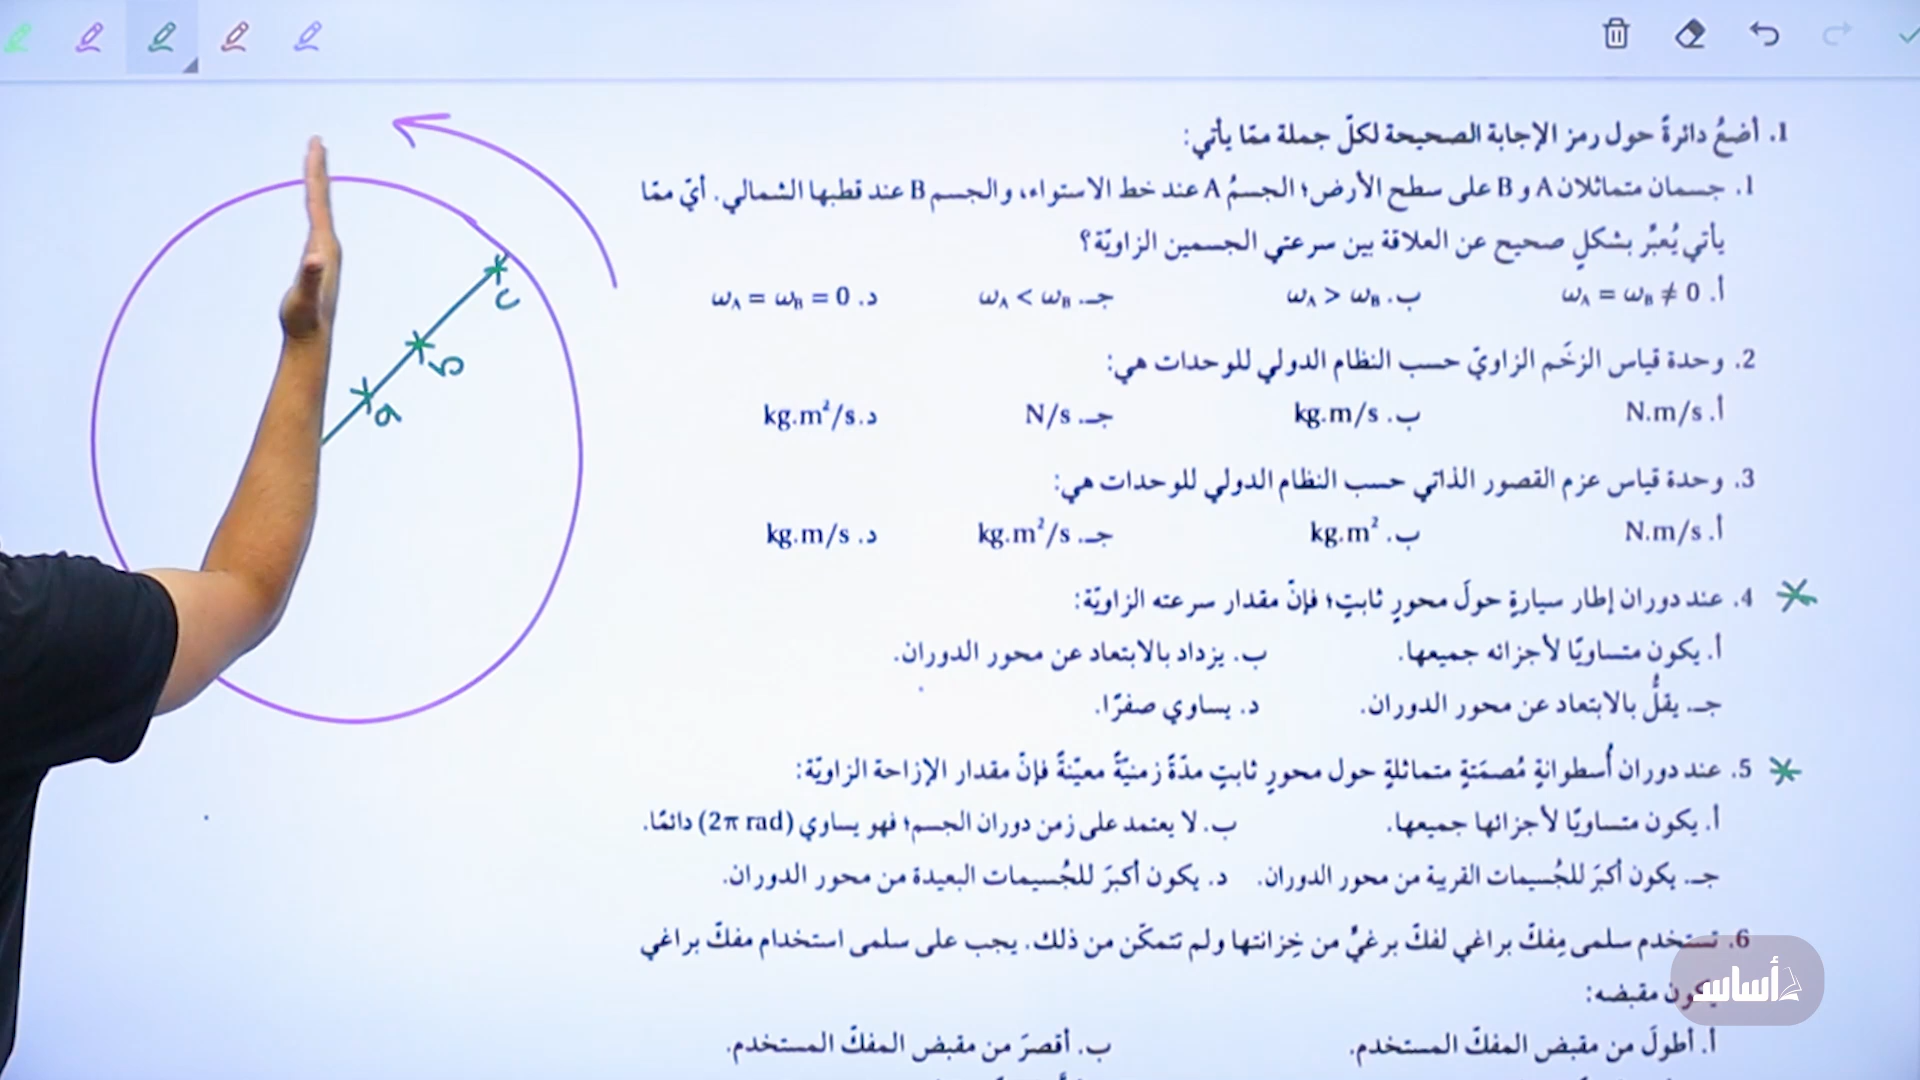 1. أضعُ دائرةً حول رمز الإجابة الصحيحة لكلّ جملة ممّا يأتي:
1. جسمان متماثلان A و B على سطح الأرض؛ الجسمُ A عند خط الاستواء، والجسم B عند قطبها الشمالي. أيّ ممّا
يأتي يُعبِّر بشكلٍ صحيح عن العلاقة بين سرعتي الجسمين الزاويّة؟
أ. ωA = ωB ≠ 0 ب. ωA > ωB جـ. ωA < ωB د. ωA = ωB = 0
2. وحدة قياس الزخَم الزاويّ حسب النظام الدولي للوحدات هي:
أ. N.m/s ب. kg.m/s جـ. N/s د. kg.m²/s
3. وحدة قياس عزم القصور الذاتي حسب النظام الدولي للوحدات هي:
أ. N.m/s ب. kg.m² جـ. kg.m²/s د. kg.m/s
4. عند دوران إطار سيارةٍ حولَ محورٍ ثابتٍ؛ فإنّ مقدار سرعته الزاويّة:
أ. يكون متساويًا لأجزائه جميعها. ب. يزداد بالابتعاد عن محور الدوران.
جـ. يقلُّ بالابتعاد عن محور الدوران. د. يساوي صفرًا.
5. عند دوران أُسطوانةٍ مُصمَتةٍ متماثلةٍ حول محورٍ ثابتٍ مدّةً زمنيّةً معيّنةً فإنّ مقدار الإزاحة الزاويّة:
أ. يكون متساويًا لأجزائها جميعها. ب. لا يعتمد على زمن دوران الجسم؛ فهو يساوي (2π rad) دائمًا.
جـ. يكون أكبرَ للجُسيمات القريبة من محور الدوران. د. يكون أكبرَ للجُسيمات البعيدة من محور الدوران.
6. تستخدم سلمى مِفكّ براغي لفكّ برغيٍّ من خِزانتها ولم تتمكّن من ذلك. يجب على سلمى استخدام مفكّ براغي
يكون مقبضه:
أ. أطولَ من مقبض المفكّ المستخدم. ب. أقصرَ من مقبض المفكّ المستخدم.
c
b
a
أساس